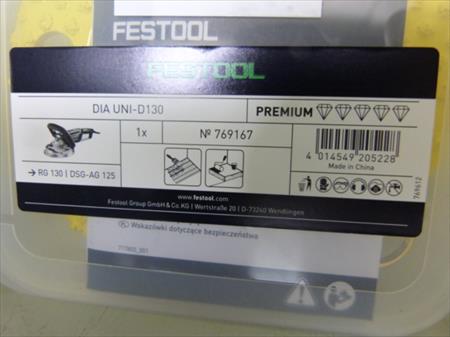 FESTOOL
FESTOOL
DIA UNI-D130
PREMIUM
1x
№ 769167
→ RG 130 | DSG-AG 125
4 014549 205228
Made in China
769612
www.festool.com
Festool Group GmbH & Co. KG | Wertstraße 20 | D-73240 Wendlingen
Wskazówki dotyczące bezpieczeństwa